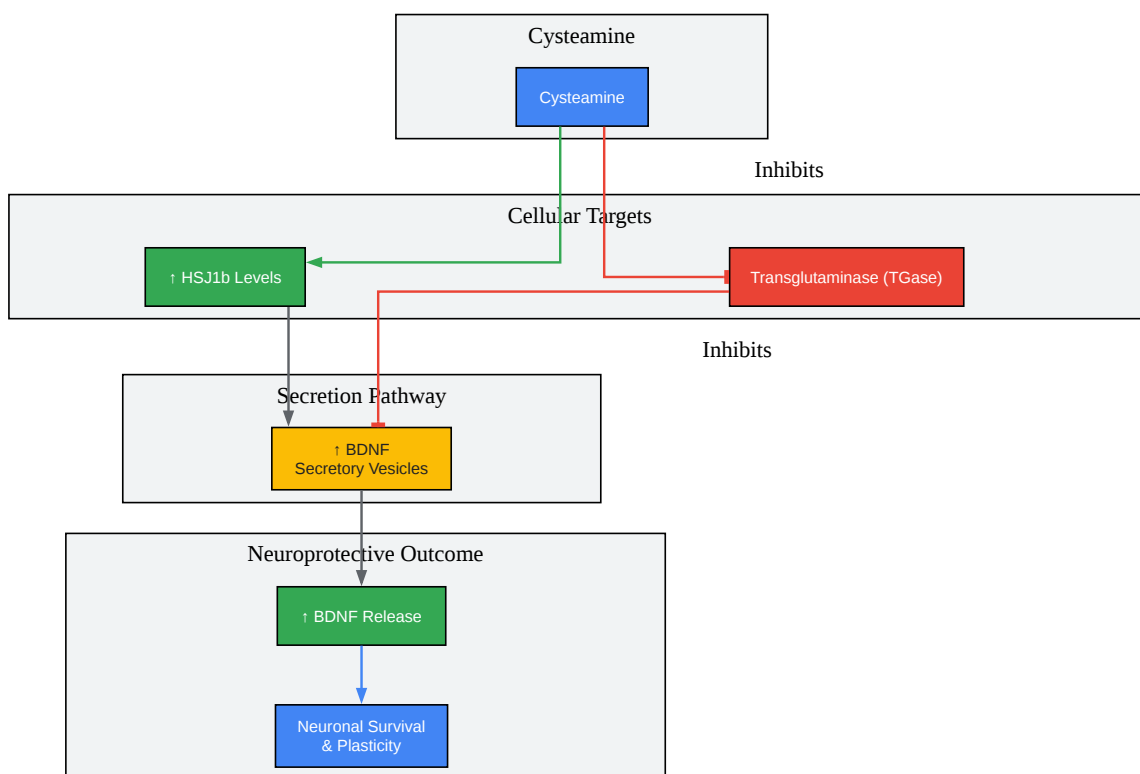 Cysteamine
Cysteamine
Inhibits
Cellular Targets
↑ HSJ1b Levels
Transglutaminase (TGase)
Inhibits
Secretion Pathway
↑ BDNF
Secretory Vesicles
Neuroprotective Outcome
↑ BDNF Release
Neuronal Survival
& Plasticity